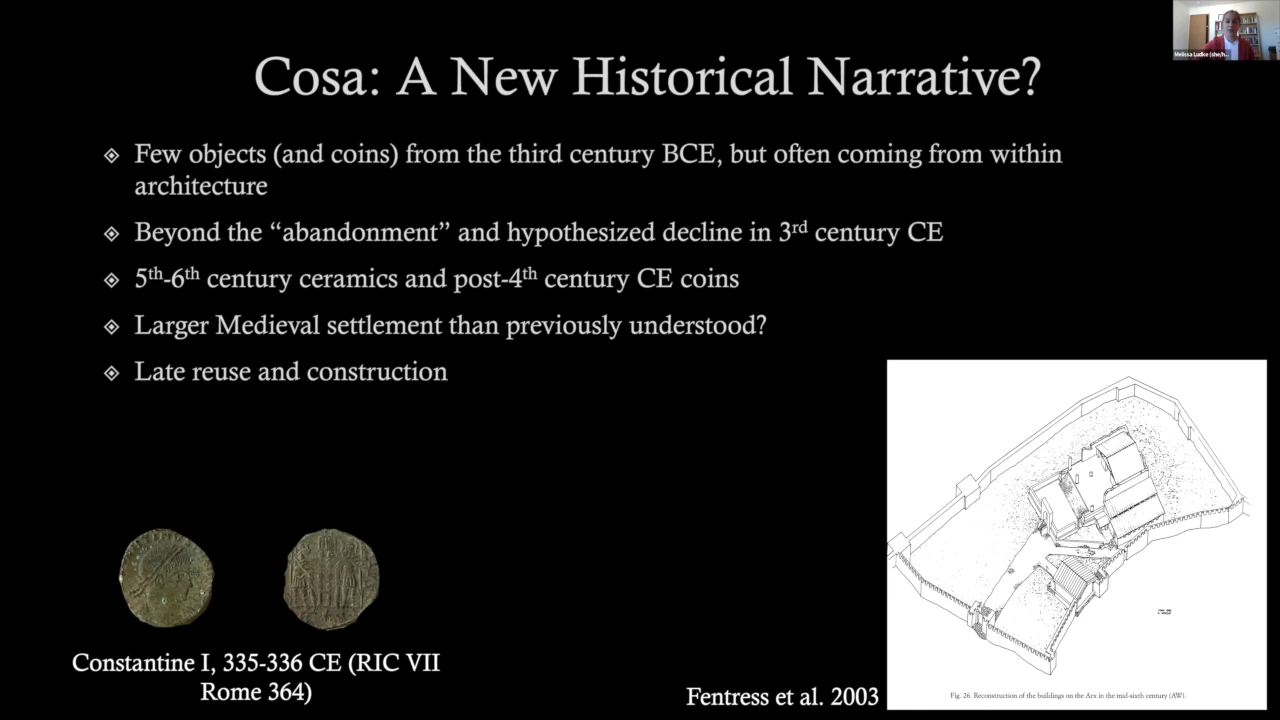 Melissa Ludke (she/h...
Cosa: A New Historical Narrative?
Few objects (and coins) from the third century BCE, but often coming from within
architecture
Beyond the “abandonment” and hypothesized decline in 3rd century CE
5th-6th century ceramics and post-4th century CE coins
Larger Medieval settlement than previously understood?
Late reuse and construction
Constantine I, 335-336 CE (RIC VII
Rome 364)
Fentress et al. 2003
Fig. 26. Reconstruction of the buildings on the Arx in the mid-sixth century (AW).